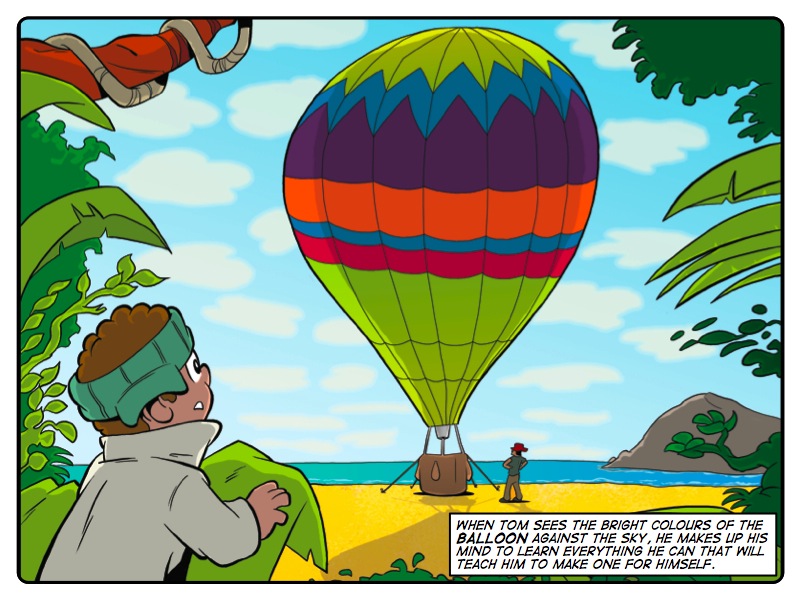 WHEN TOM SEES THE BRIGHT COLOURS OF THE
BALLOON AGAINST THE SKY, HE MAKES UP HIS
MIND TO LEARN EVERYTHING HE CAN THAT WILL
TEACH HIM TO MAKE ONE FOR HIMSELF.